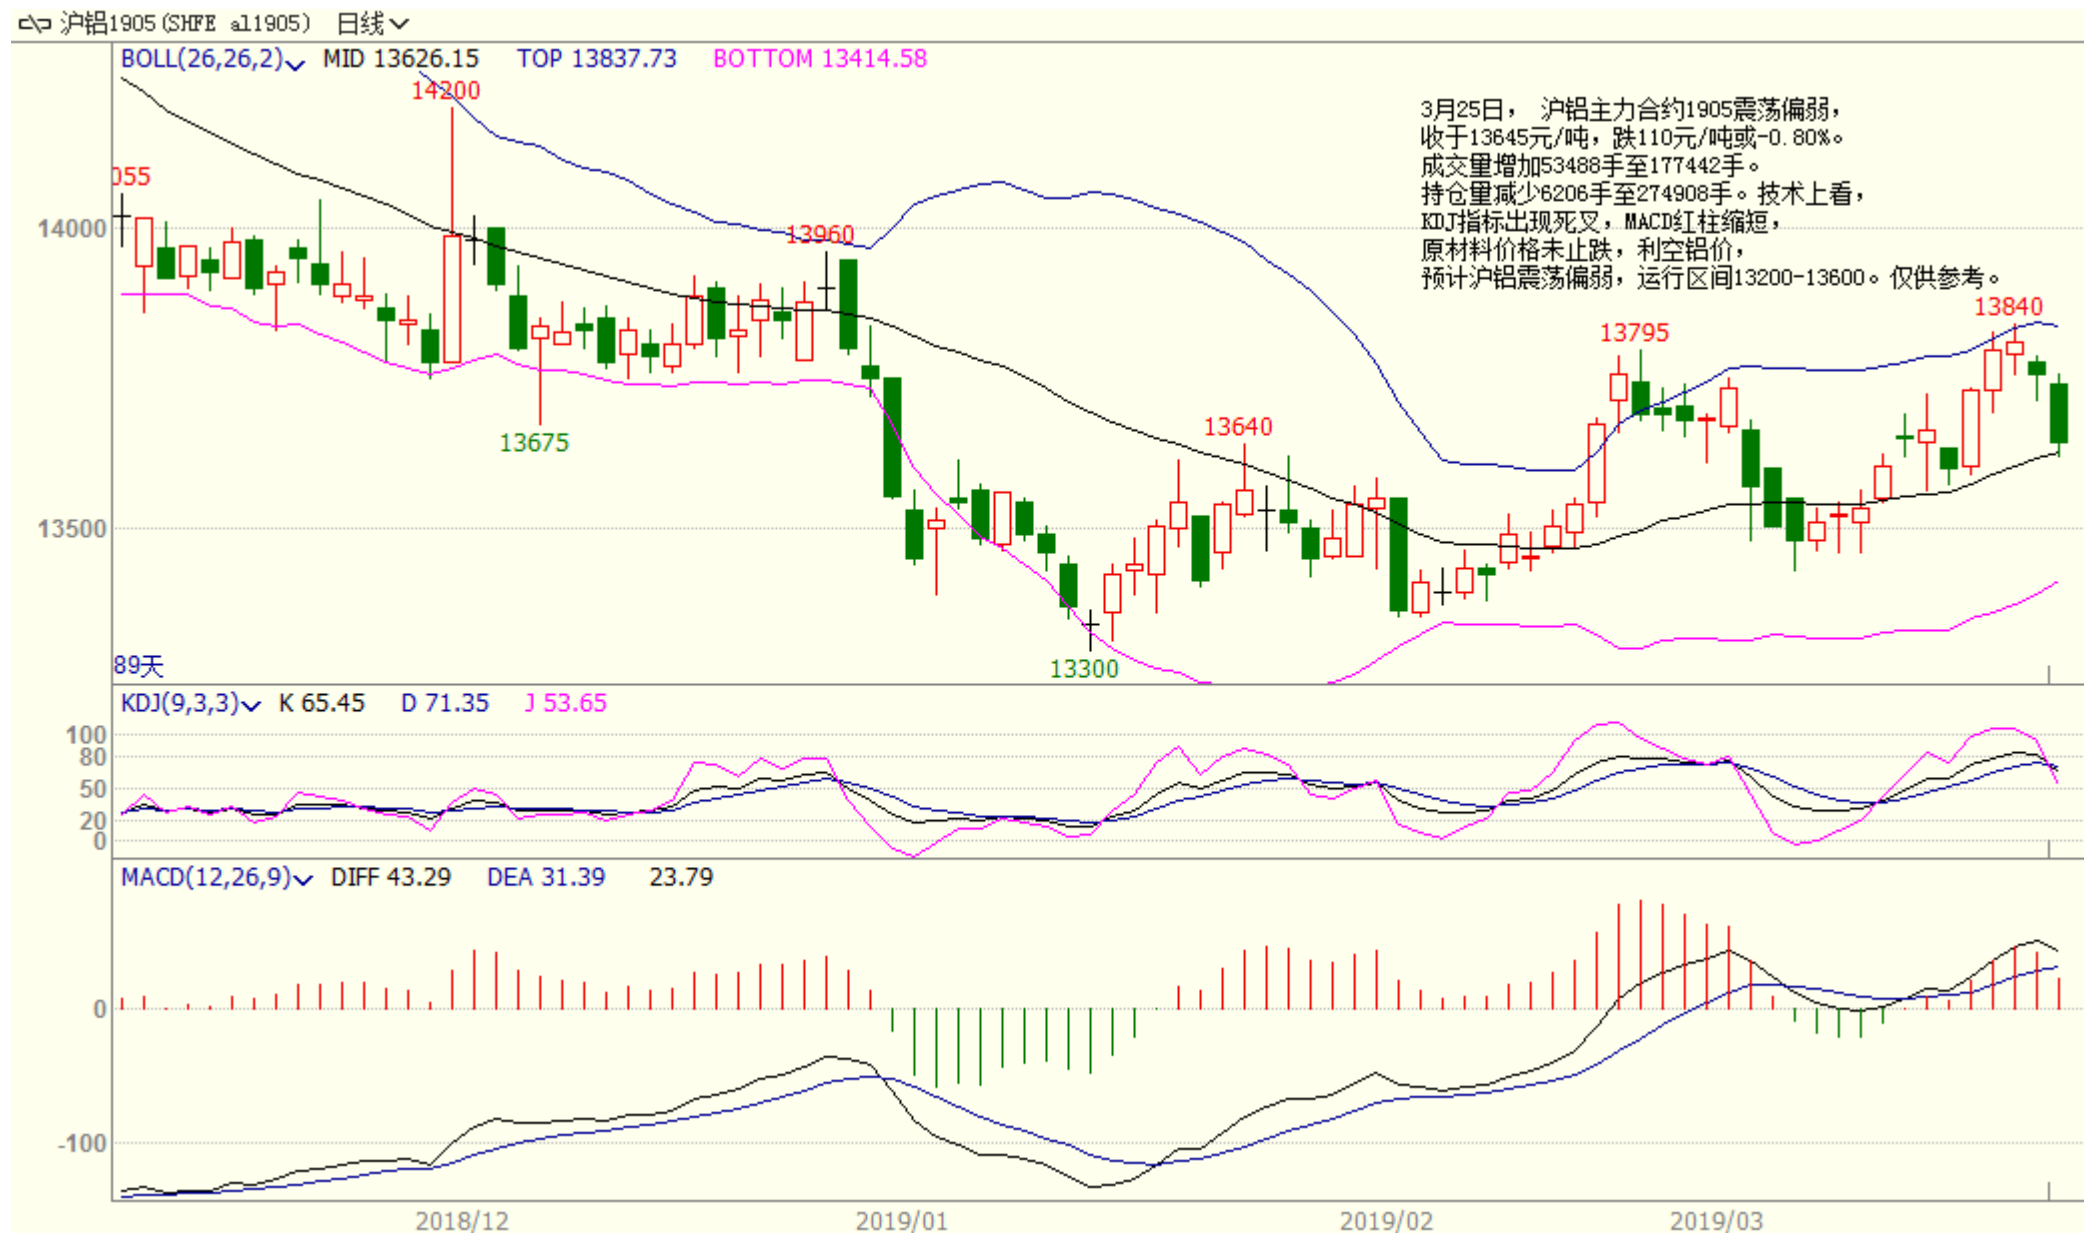 沪铝1905(SHFE al1905) 日线
BOLL(26,26,2) MID 13626.15 TOP 13837.73 BOTTOM 13414.58
14200
3月25日， 沪铝主力合约1905震荡偏弱，
收于13645元/吨，跌110元/吨或-0.80%。
成交量增加53488手至177442手。
持仓量减少6206手至274908手。技术上看，
KDJ指标出现死叉，MACD红柱缩短，
原材料价格未止跌，利空铝价，
预计沪铝震荡偏弱，运行区间13200-13600。仅供参考。
055
14000
13960
13840
13795
13675
13640
13500
13300
89天
KDJ(9,3,3) K 65.45 D 71.35 J 53.65
100
80
50
20
0
MACD(12,26,9) DIFF 43.29 DEA 31.39 23.79
0
-100
2018/12 2019/01 2019/02 2019/03